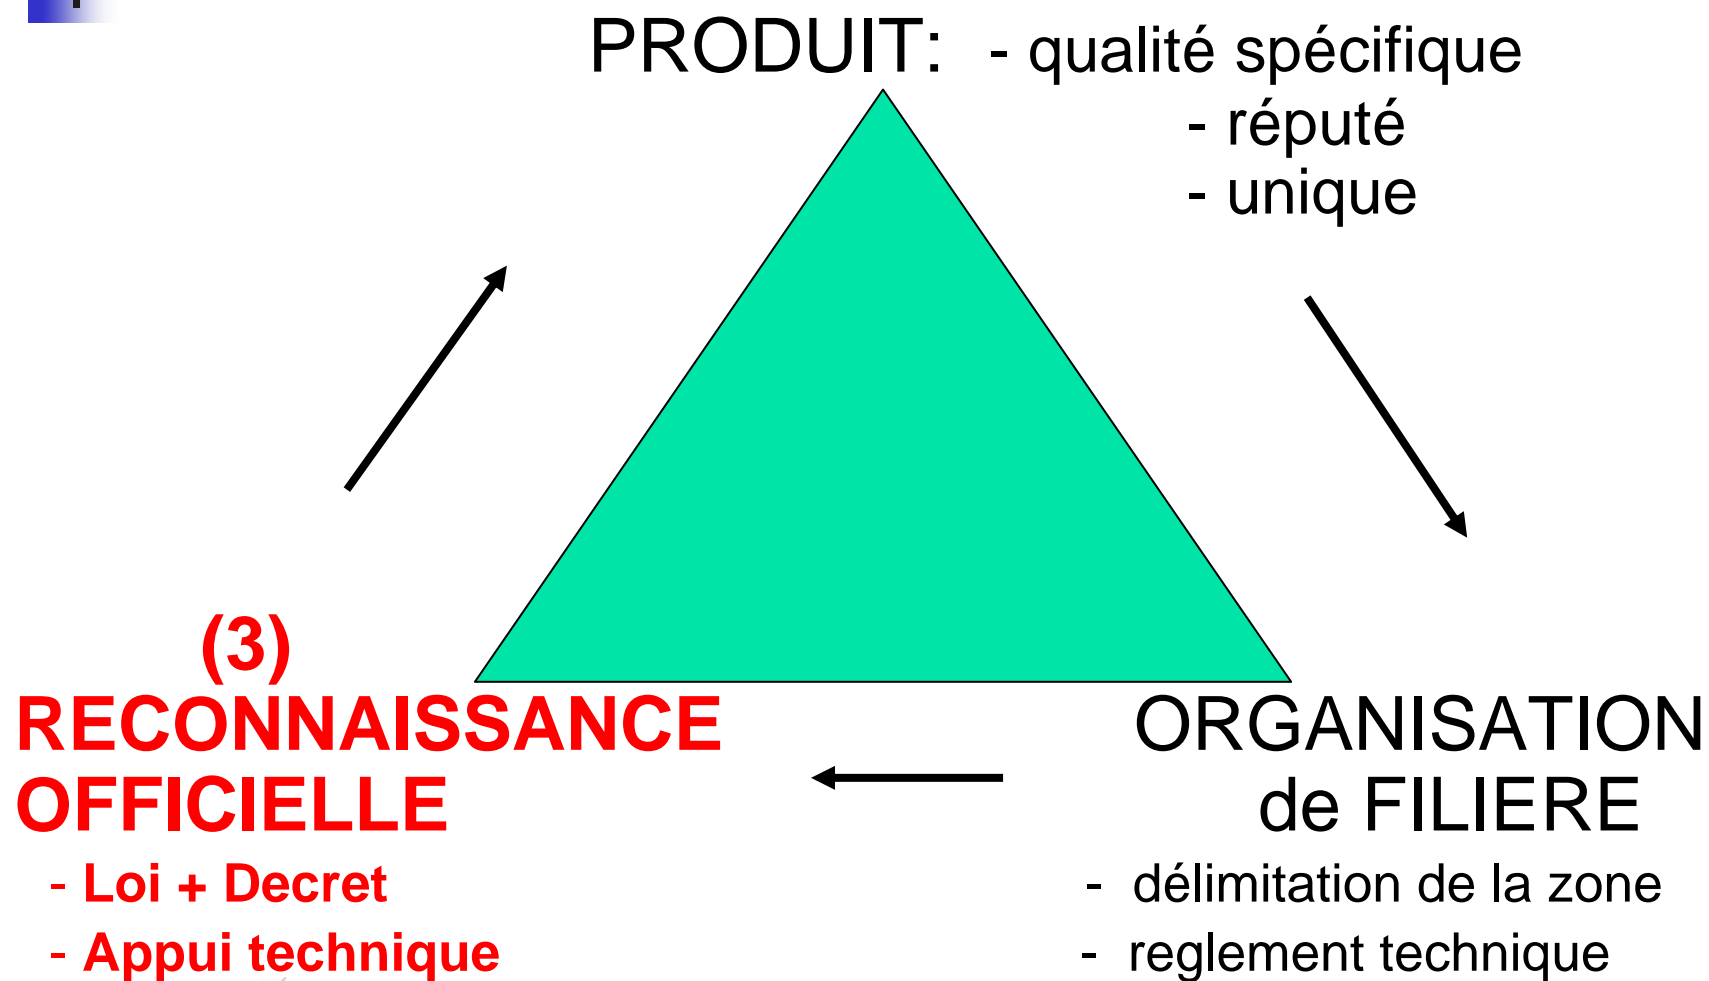 PRODUIT: - qualité spécifique
- réputé
- unique
(3)
RECONNAISSANCE
OFFICIELLE
- Loi + Decret
- Appui technique
ORGANISATION
de FILIERE
- délimitation de la zone
- reglement technique